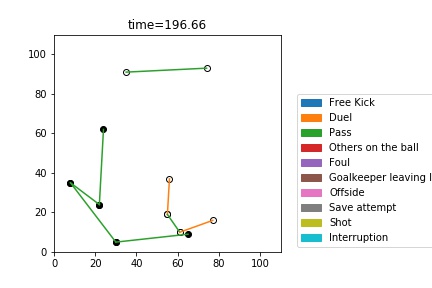 time=196.66
100
80
60
40
20
0
0 20 40 60 80 100
Free Kick
Duel
Pass
Others on the ball
Foul
Goalkeeper leaving l
Offside
Save attempt
Shot
Interruption